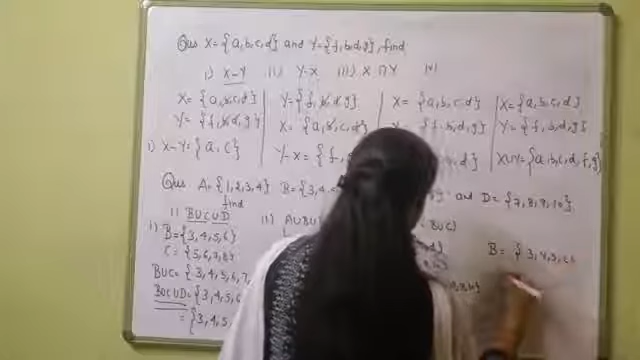 Qus X={a,b,c,d} and Y={f,b,d,g}, find
i) X-Y ii) Y-X iii) X∩Y iv)
X={a,b,c,d} Y={f,b,d,g} X={a,b,c,d} X={a,b,c,d}
Y={f,b,d,g} X={a,b,c,d} {f,b,d,g} Y={f,b,d,g}
i) X-Y={a,c} Y-X={f, X∪Y={a,b,c,d,f,g}
Qus A={1,2,3,4} B={3,4, and D={7,8,9,10}
find
i) BUCUD ii) AUBU BUC)
i) B={3,4,5,6} B={3,4,5,6
C={5,6,7,8}
BUC={3,4,5,6,7,
BUCUD={3,4,5,6
={3,4,5,